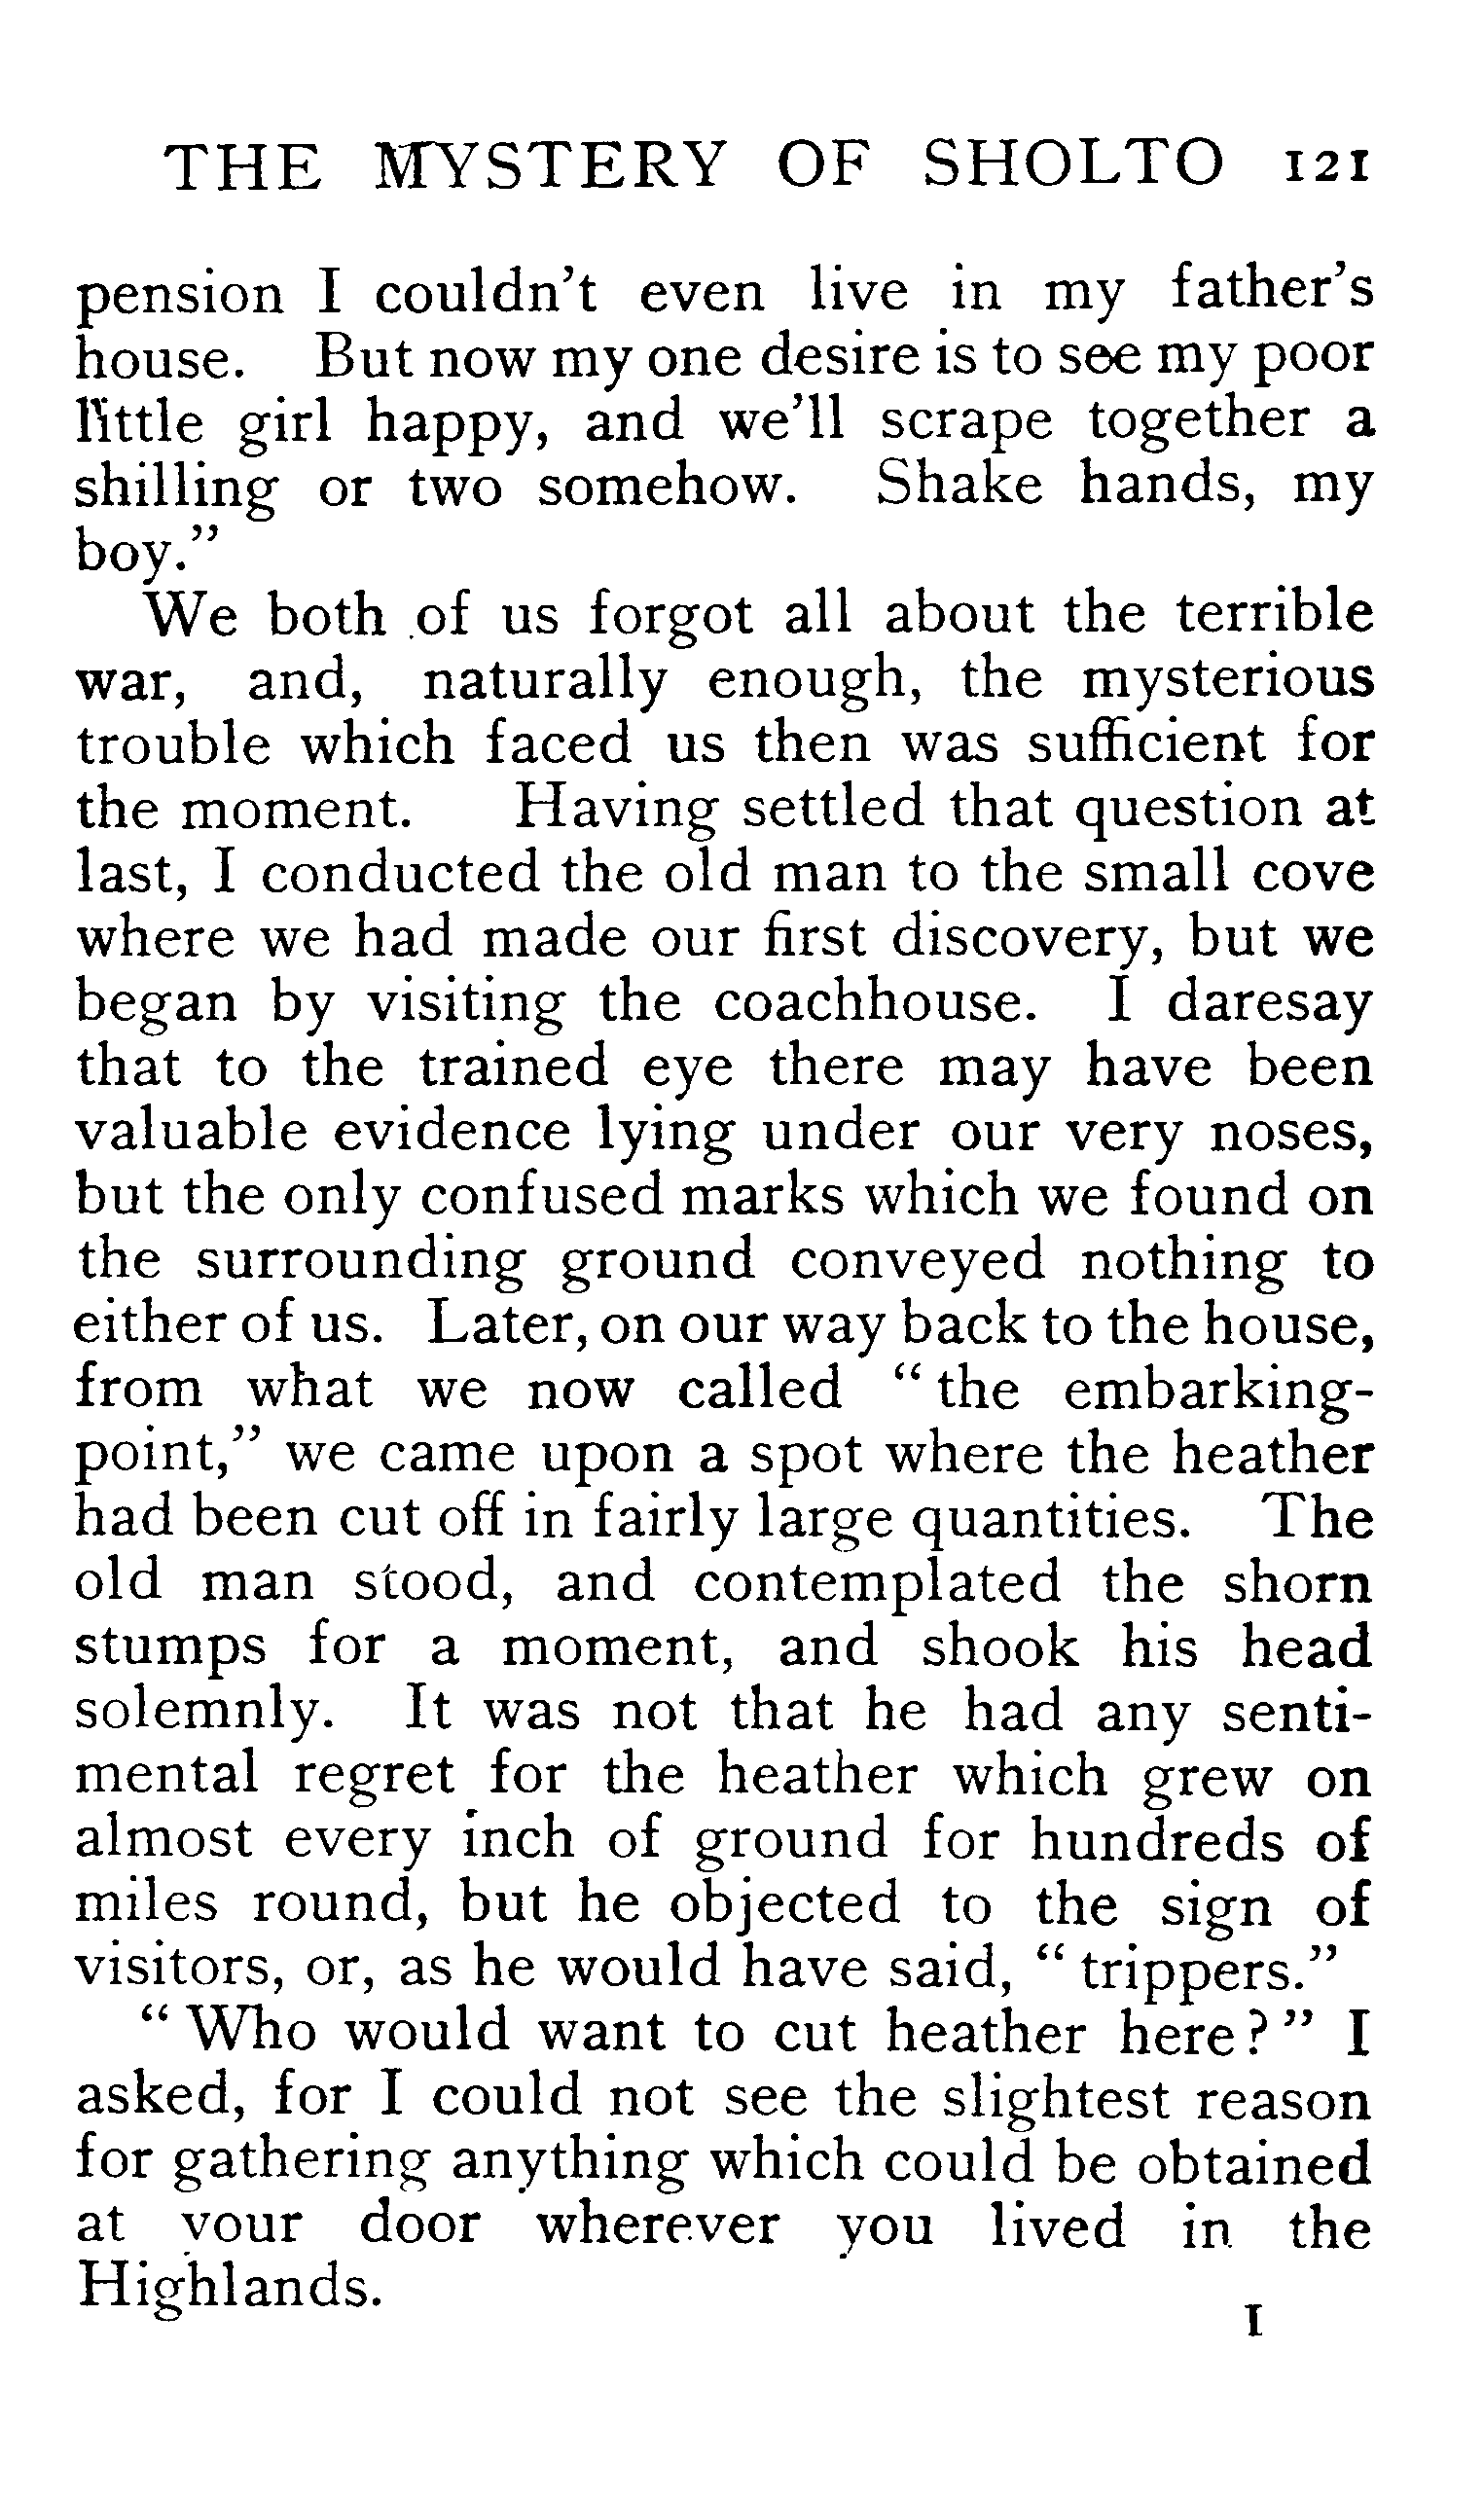 THE MYSTERY OF SHOLTO 121
pension I couldn't even live in my father's
house. But now my one desire is to see my poor
little girl happy, and we'll scrape together a
shilling or two somehow. Shake hands, my
boy."
We both of us forgot all about the terrible
war, and, naturally enough, the mysterious
trouble which faced us then was sufficient for
the moment. Having settled that question at
last, I conducted the old man to the small cove
where we had made our first discovery, but we
began by visiting the coachhouse. I daresay
that to the trained eye there may have been
valuable evidence lying under our very noses,
but the only confused marks which we found on
the surrounding ground conveyed nothing to
either of us. Later, on our way back to the house,
from what we now called "the embarking-
point," we came upon a spot where the heather
had been cut off in fairly large quantities. The
old man stood, and contemplated the shorn
stumps for a moment, and shook his head
solemnly. It was not that he had any senti-
mental regret for the heather which grew on
almost every inch of ground for hundreds of
miles round, but he objected to the sign of
visitors, or, as he would have said, "trippers."
"Who would want to cut heather here?" I
asked, for I could not see the slightest reason
for gathering anything which could be obtained
at your door wherever you lived in the
Highlands.
I